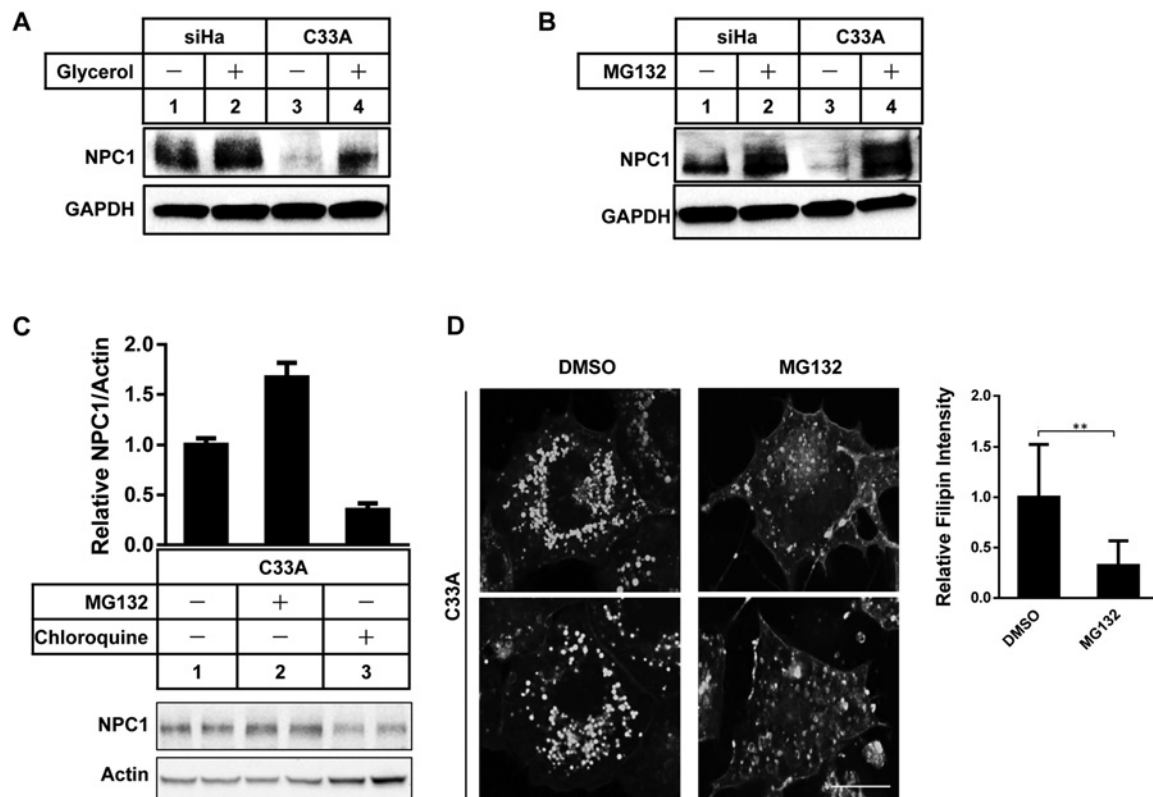 A
siHa C33A
Glycerol − + − +
1 2 3 4
NPC1
GAPDH
B
siHa C33A
MG132 − + − +
1 2 3 4
NPC1
GAPDH
C
Relative NPC1/Actin
2.0
1.5
1.0
0.5
0.0
C33A
MG132 − + −
Chloroquine − − +
1 2 3
NPC1
Actin
D
DMSO MG132
C33A
Relative Filipin Intensity
2.0
1.5
1.0
0.5
0.0
**
DMSO
MG132